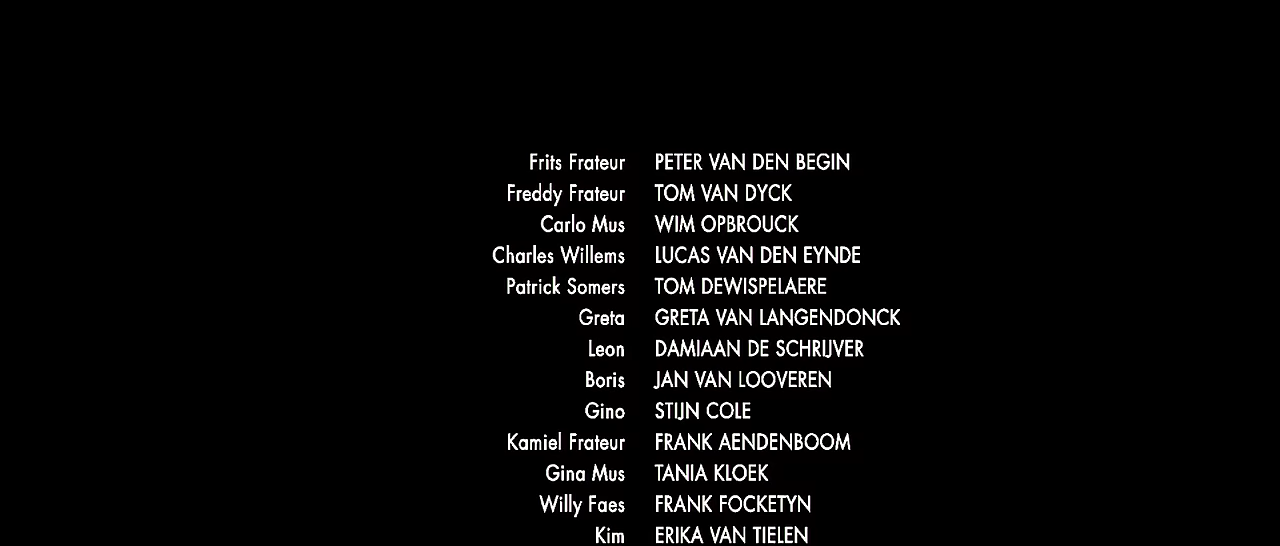 Frits Frateur PETER VAN DEN BEGIN
Freddy Frateur TOM VAN DYCK
Carlo Mus WIM OPBROUCK
Charles Willems LUCAS VAN DEN EYNDE
Patrick Somers TOM DEWISPELAERE
Greta GRETA VAN LANGENDONCK
Leon DAMIAAN DE SCHRIJVER
Boris JAN VAN LOOVEREN
Gino STIJN COLE
Kamiel Frateur FRANK AENDENBOOM
Gina Mus TANIA KLOEK
Willy Faes FRANK FOCKETYN
Kim ERIKA VAN TIELEN